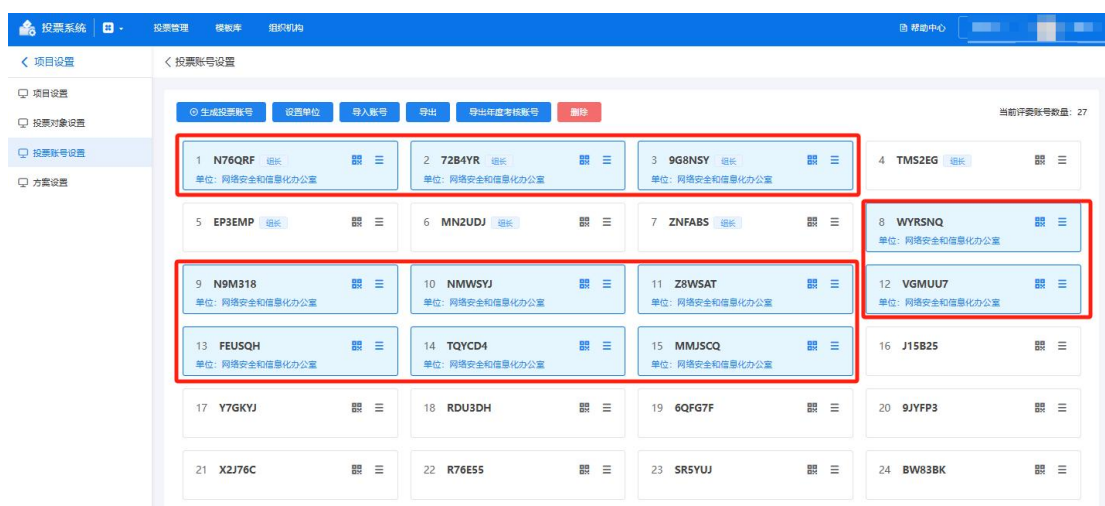 投票系统 投票管理 模板库 组织机构 帮助中心
项目设置 投票账号设置
项目设置
投票对象设置
投票账号设置
方案设置
生成投票账号 设置单位 导入账号 导出 导出年度考核账号 删除 当前评委账号数量: 27
1 N76QRF 组长 2 72B4YR 组长 3 9G8NSY 组长 4 TMS2EG 组长
单位: 网络安全和信息化办公室 单位: 网络安全和信息化办公室 单位: 网络安全和信息化办公室
5 EP3EMP 组长 6 MN2UDJ 组长 7 ZNFABS 组长 8 WYRSNQ
单位: 网络安全和信息化办公室
9 N9M318 10 NMWSYJ 11 Z8WSAT 12 VGMUU7
单位: 网络安全和信息化办公室 单位: 网络安全和信息化办公室 单位: 网络安全和信息化办公室 单位: 网络安全和信息化办公室
13 FEUSQH 14 TQYCD4 15 MMJSCQ 16 J15B25
单位: 网络安全和信息化办公室 单位: 网络安全和信息化办公室 单位: 网络安全和信息化办公室
17 Y7GKYJ 18 RDU3DH 19 6QFG7F 20 9JYFP3
21 X2J76C 22 R76E55 23 SR5YUJ 24 BW83BK